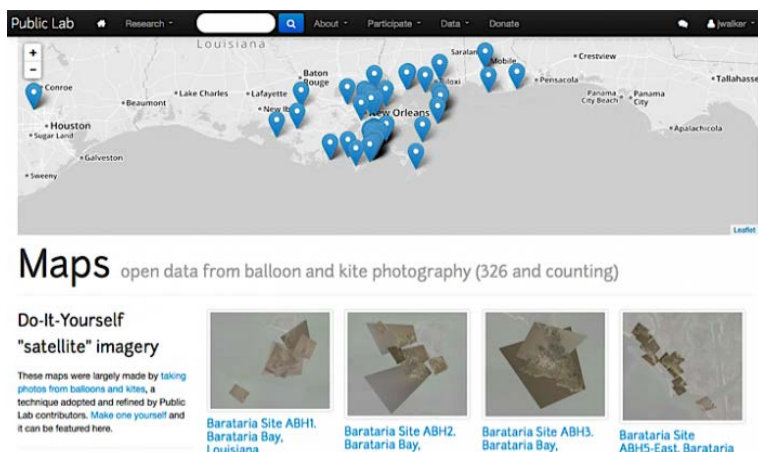 Public Lab Research About Participate Data Donate jwalker
+
−
Louisiana
Saraland
Mobile
Crestview
Conroe
Baton
Rouge
Biloxi
Pensacola
Tallahasse
Beaumont
Lake Charles
Lafayette
Panama
City Beach
Panama
City
New Ib
Houston
New Orleans
Sugar Land
Apalachicola
Galveston
Sweeny
Leaflet
Maps open data from balloon and kite photography (326 and counting)
Do-It-Yourself
"satellite" imagery
These maps were largely made by taking
photos from balloons and kites, a
technique adopted and refined by Public
Lab contributors. Make one yourself and
it can be featured here.
Barataria Site ABH1.
Barataria Bay,
Louisiana
Barataria Site ABH2.
Barataria Bay,
Barataria Site ABH3.
Barataria Bay,
Barataria Site
ABH5-East, Barataria